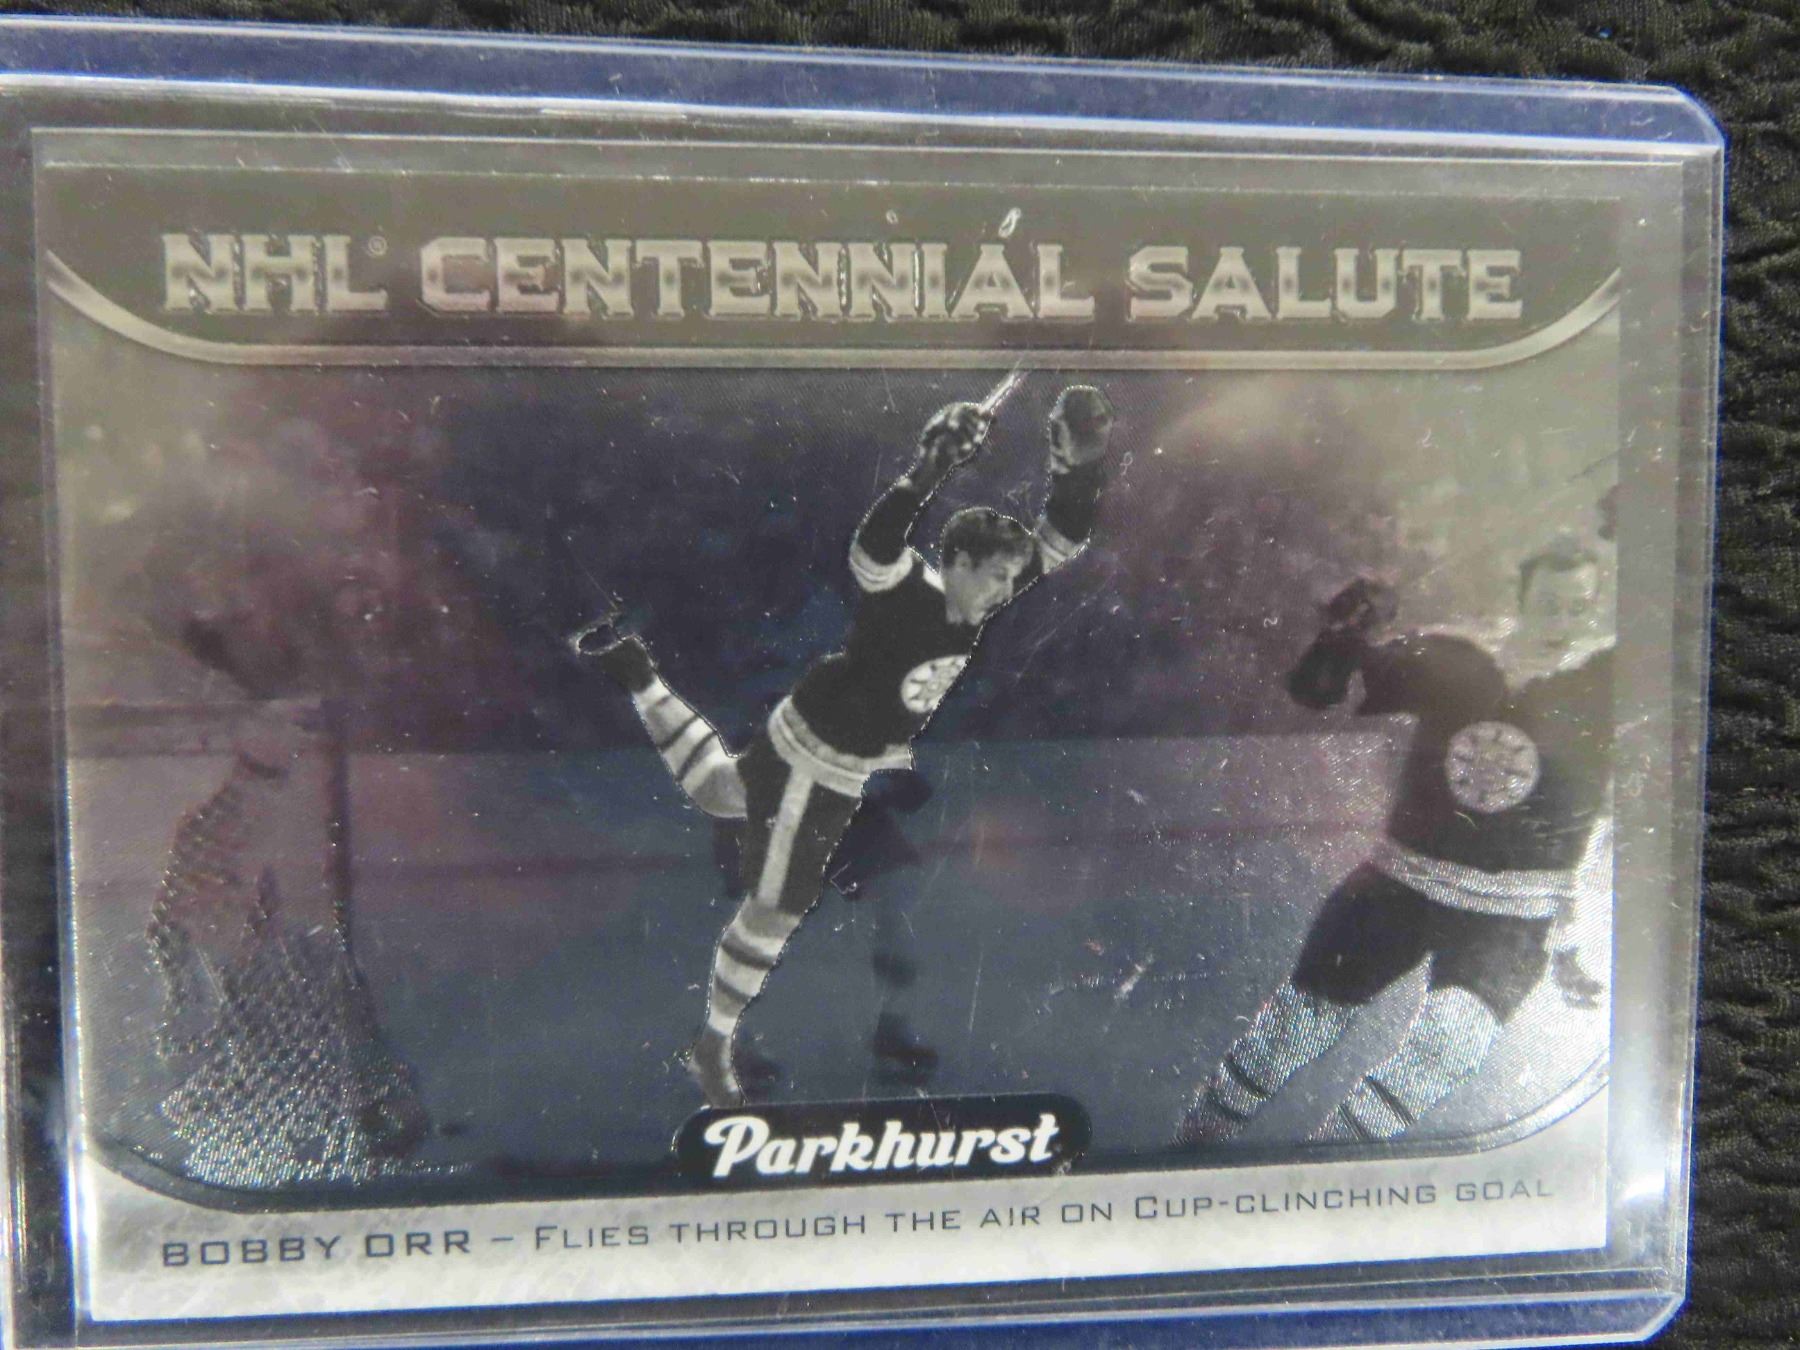 NHL® CENTENNIAL SALUTE
Parkhurst
BOBBY ORR – FLIES THROUGH THE AIR ON CUP-CLINCHING GOAL